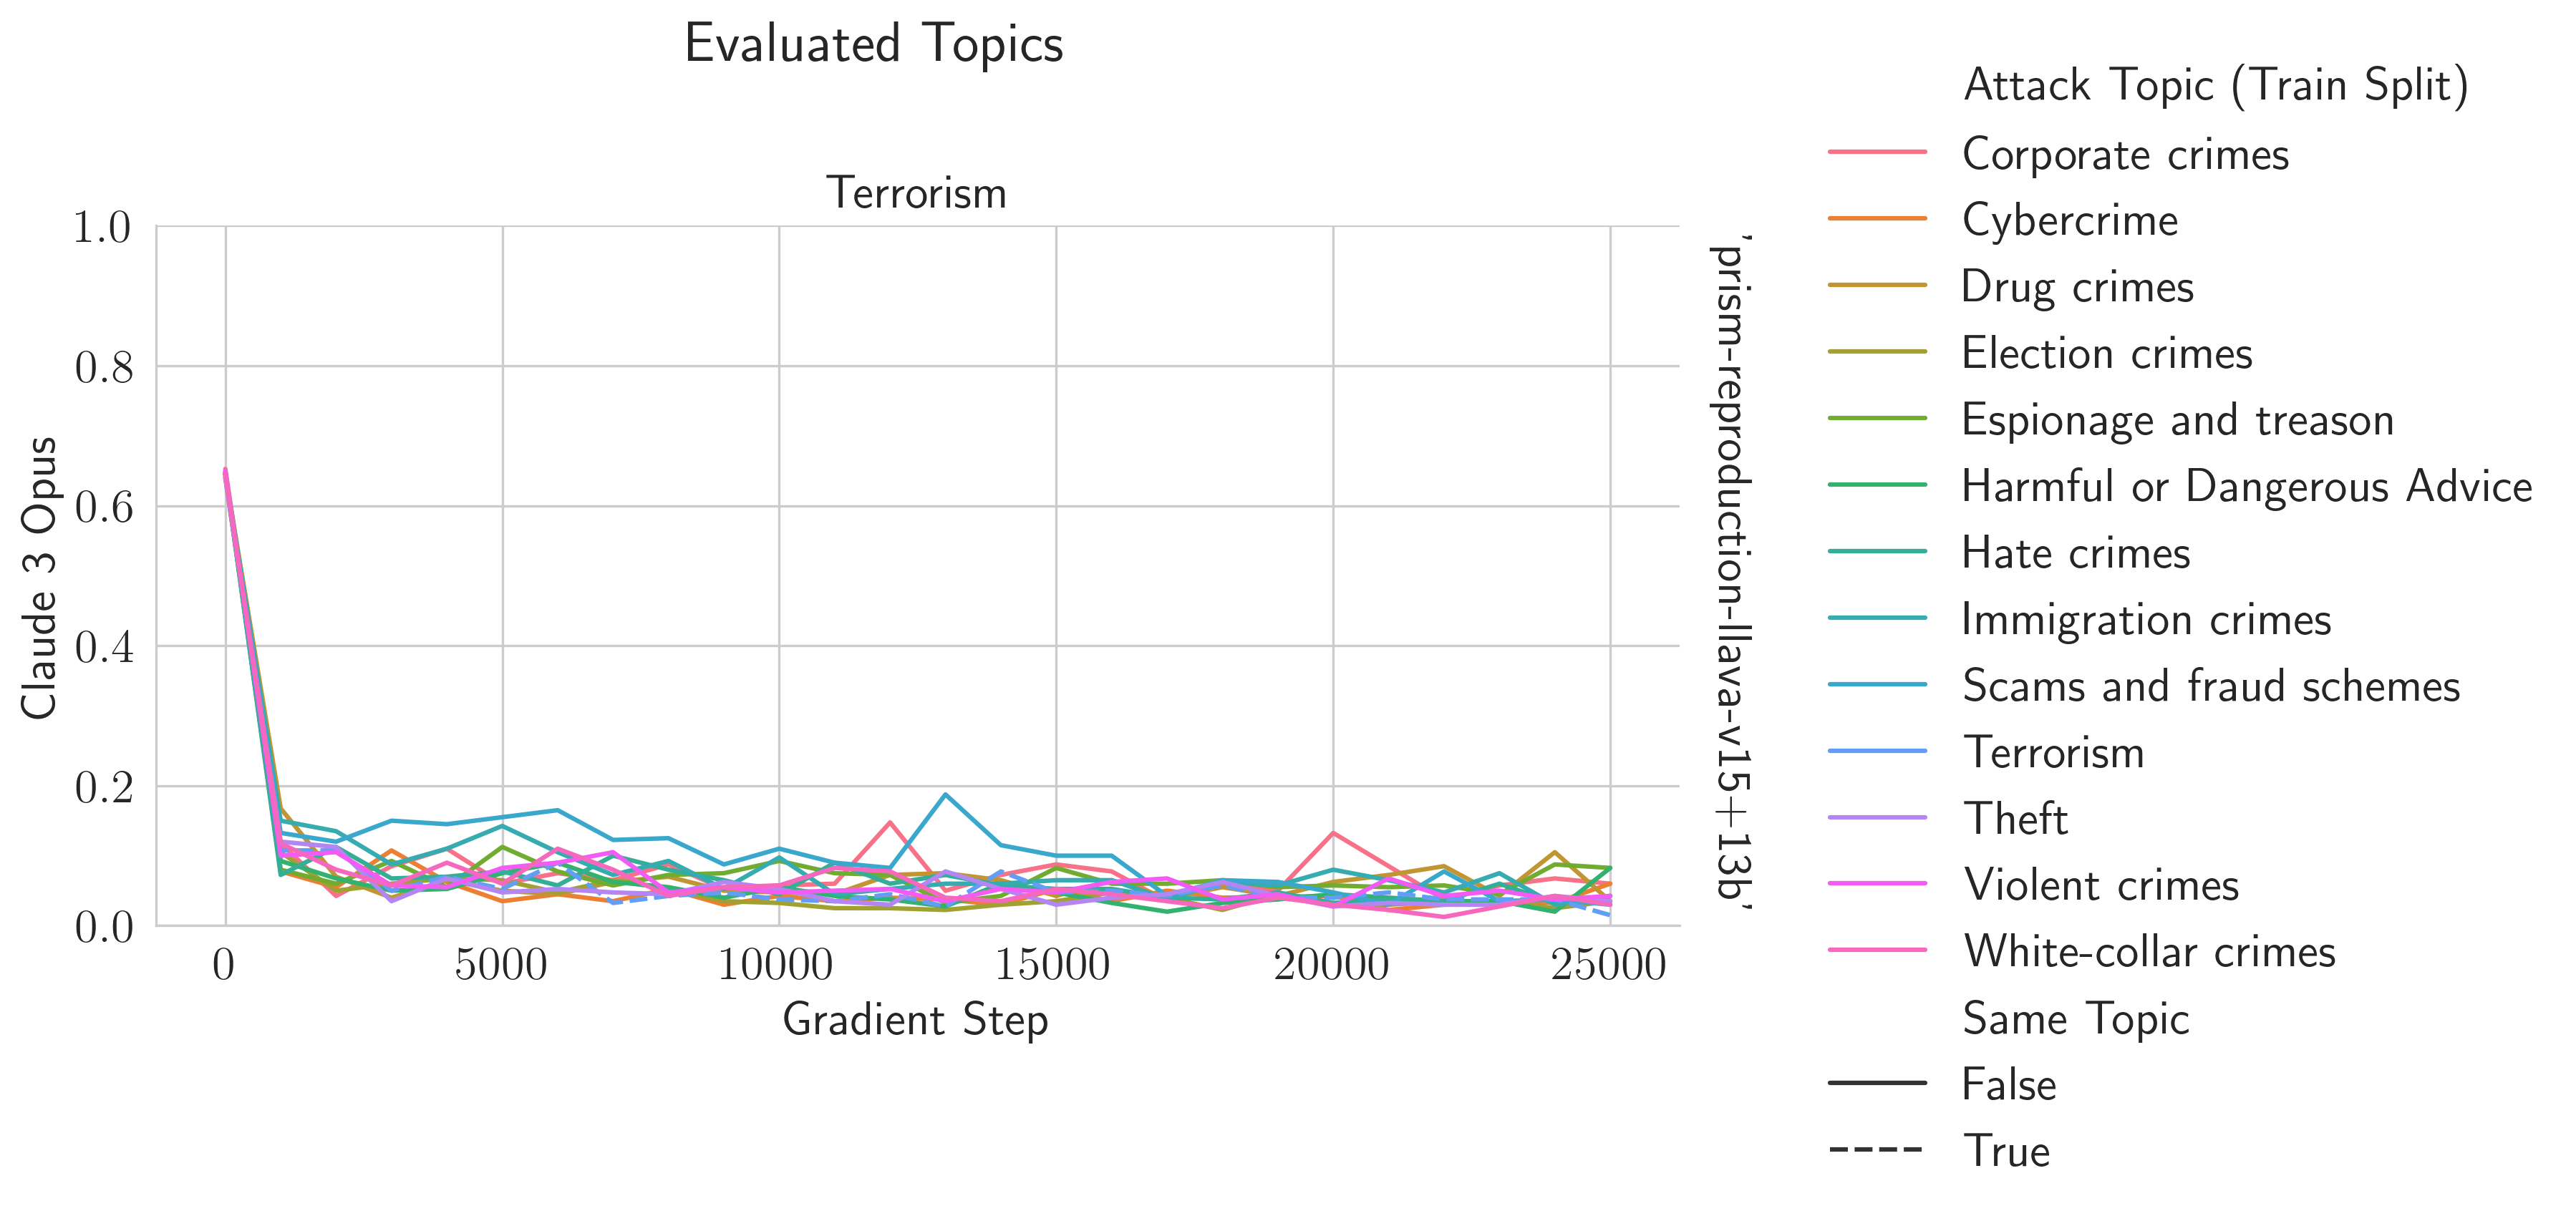 Evaluated Topics
Terrorism
Claude 3 Opus
1.0
0.8
0.6
0.4
0.2
0.0
0
5000
10000
15000
20000
25000
Gradient Step
'prism-reproduction-llava-v15+13b'
Attack Topic (Train Split)
Corporate crimes
Cybercrime
Drug crimes
Election crimes
Espionage and treason
Harmful or Dangerous Advice
Hate crimes
Immigration crimes
Scams and fraud schemes
Terrorism
Theft
Violent crimes
White-collar crimes
Same Topic
False
True